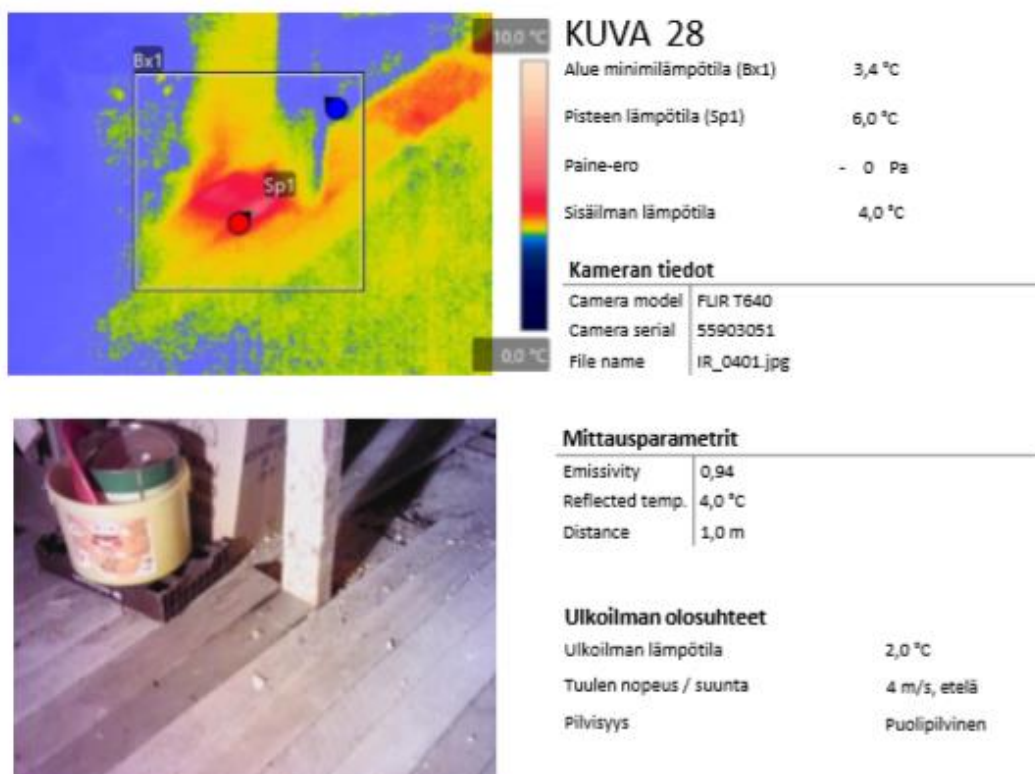 Bx1
Sp1
10,0 °C
0,0 °C
KUVA 28
Alue minimilämpötila (Bx1) 3,4 °C
Pisteen lämpötila (Sp1) 6,0 °C
Paine-ero - 0 Pa
Sisäilman lämpötila 4,0 °C
Kameran tiedot
Camera model FLIR T640
Camera serial 55903051
File name IR_0401.jpg
Mittausparametrit
Emissivity 0,94
Reflected temp. 4,0 °C
Distance 1,0 m
Ulkoilman olosuhteet
Ulkoilman lämpötila 2,0 °C
Tuulen nopeus / suunta 4 m/s, etelä
Pilvisyys Puolipilvinen